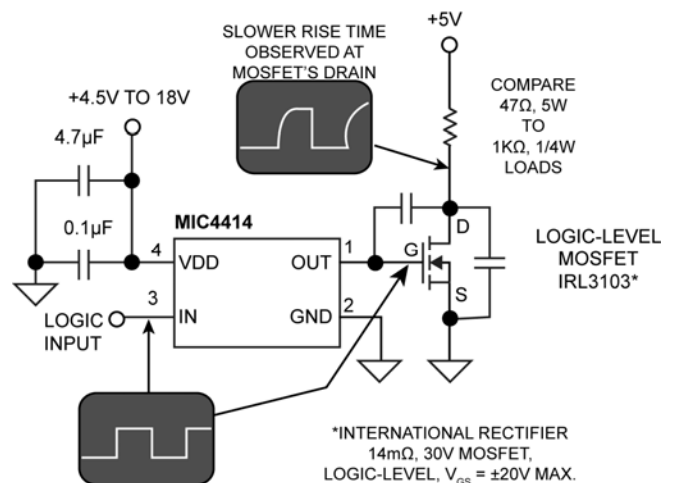 SLOWER RISE TIME
OBSERVED AT
MOSFET'S DRAIN
+5V
+4.5V TO 18V
COMPARE
47Ω, 5W
TO
1KΩ, 1/4W
LOADS
4.7µF
0.1µF
MIC4414
4
VDD
OUT
1
G
D
S
LOGIC-LEVEL
MOSFET
IRL3103*
3
IN
GND
2
LOGIC
INPUT
*INTERNATIONAL RECTIFIER
14mΩ, 30V MOSFET,
LOGIC-LEVEL, VGS = ±20V MAX.